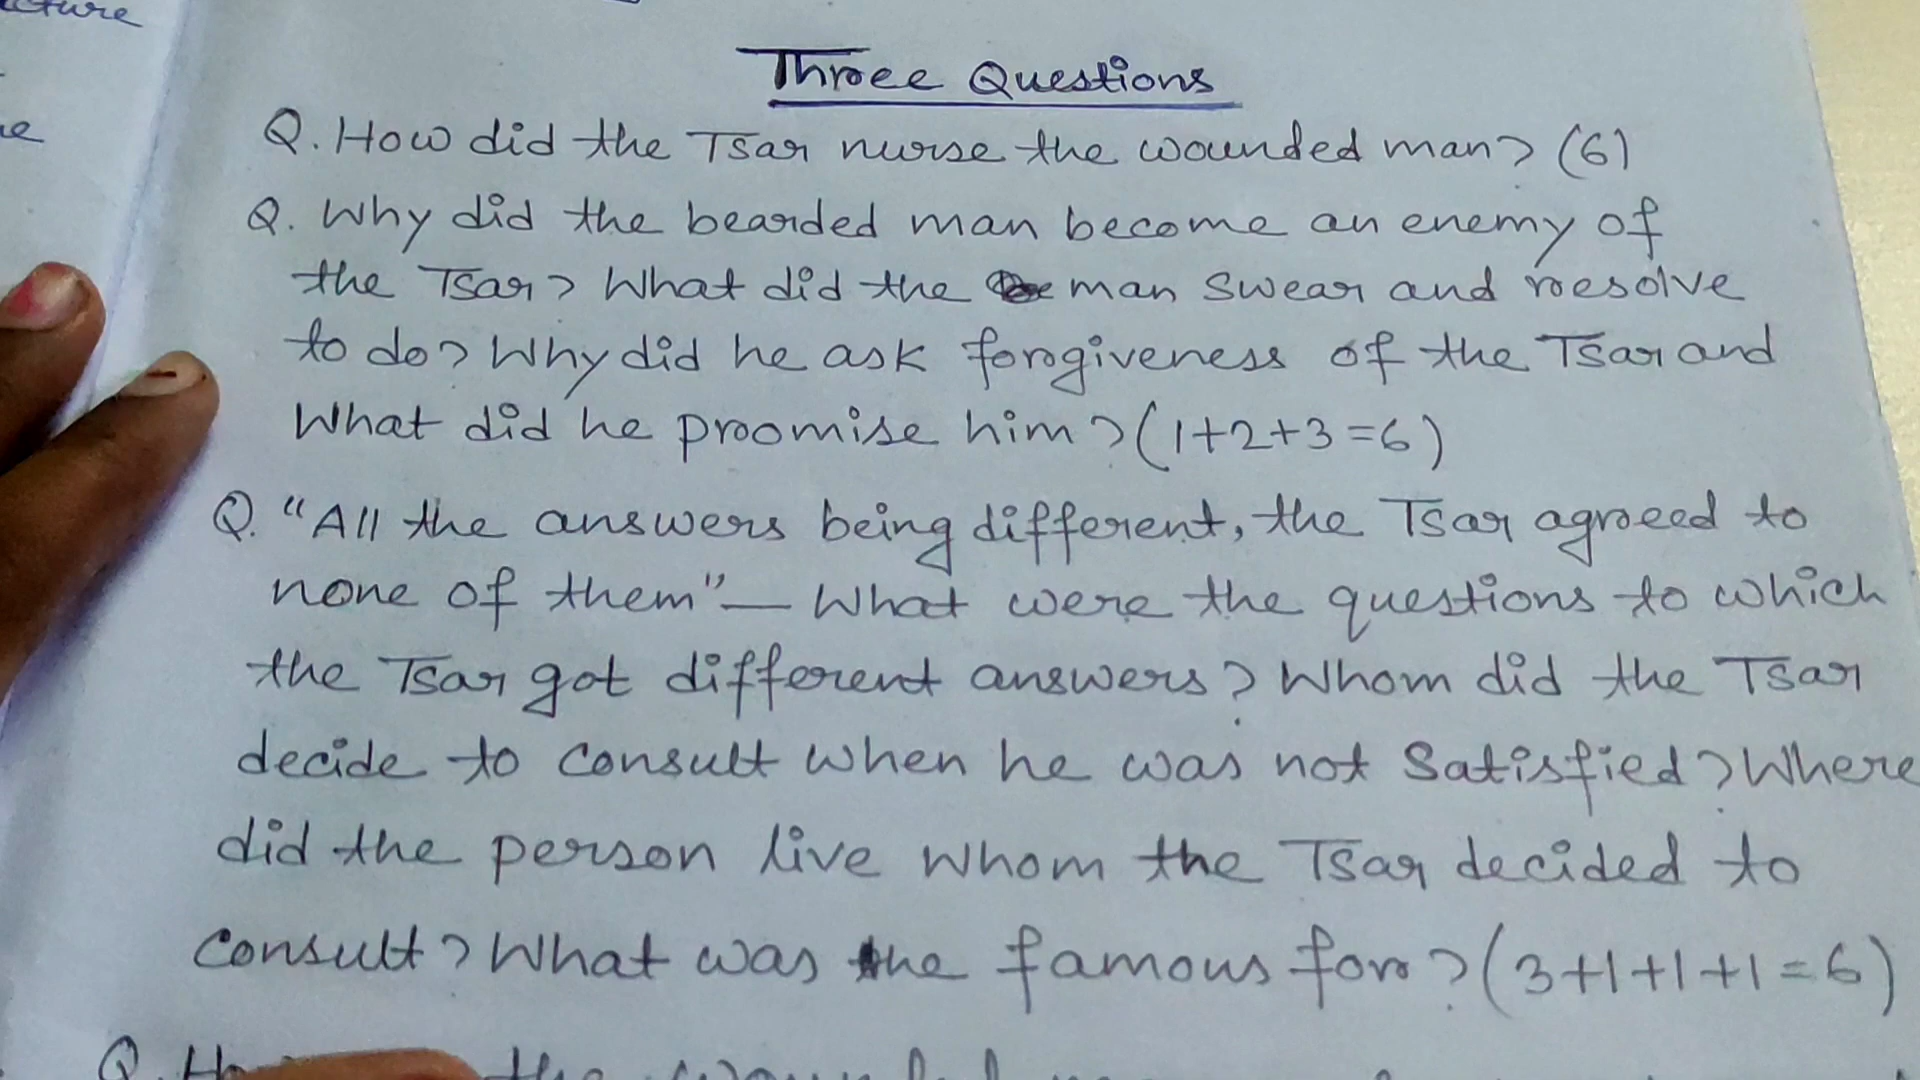 cture
Three Questions
Q. How did the Tsar nurse the wounded man? (6)
Q. Why did the bearded man become an enemy of
the Tsar? What did the man swear and resolve
to do? Why did he ask forgiveness of the Tsar and
What did he promise him? (1+2+3=6)
Q. "All the answers being different, the Tsar agreed to
none of them" — What were the questions to which
the Tsar got different answers? Whom did the Tsar
decide to consult when he was not satisfied? Where
did the person live whom the Tsar decided to
consult? What was the famous for? (3+1+1+1=6)
Q. the wounded